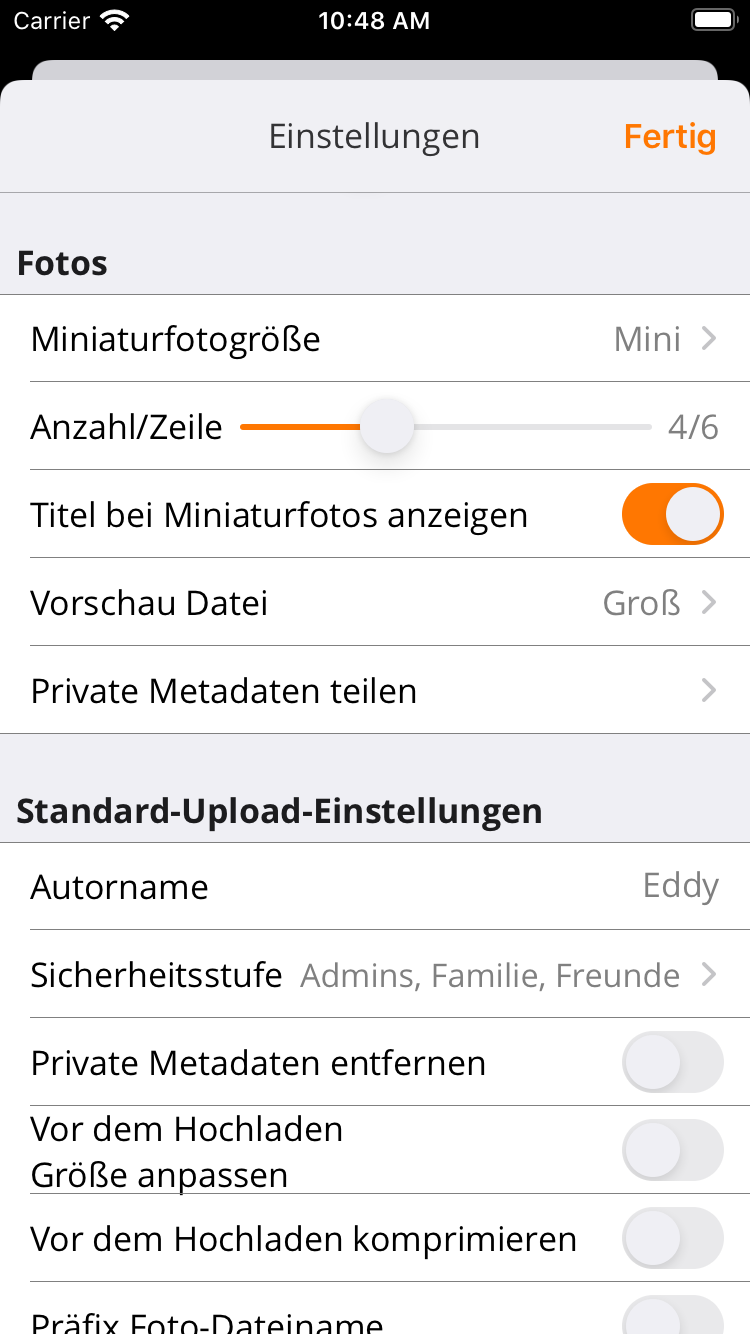 Carrier 10:48 AM
Einstellungen Fertig
Fotos
Miniaturfotogröße Mini
Anzahl/Zeile 4/6
Titel bei Miniaturfotos anzeigen
Vorschau Datei Groß
Private Metadaten teilen
Standard-Upload-Einstellungen
Autorname Eddy
Sicherheitsstufe Admins, Familie, Freunde
Private Metadaten entfernen
Vor dem Hochladen
Größe anpassen
Vor dem Hochladen komprimieren
Präfix Foto-Dateiname